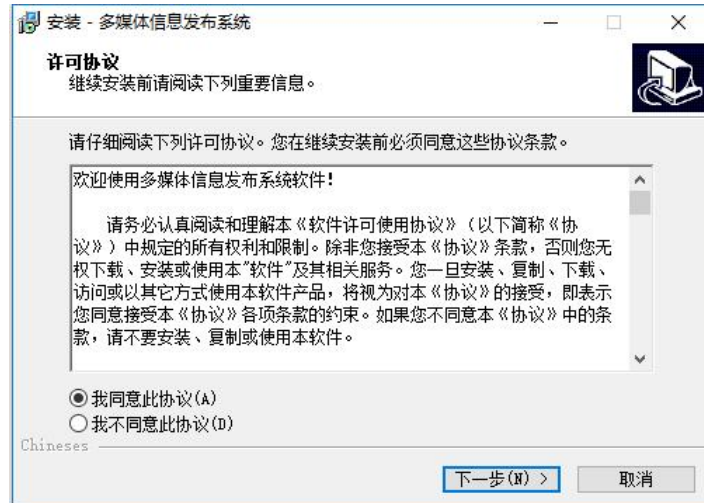 安装 - 多媒体信息发布系统
许可协议
继续安装前请阅读下列重要信息。
请仔细阅读下列许可协议。您在继续安装前必须同意这些协议条款。
欢迎使用多媒体信息发布系统软件!
请务必认真阅读和理解本《软件许可使用协议》（以下简称《协
议》）中规定的所有权利和限制。除非您接受本《协议》条款，否则您无
权下载、安装或使用本"软件"及其相关服务。您一旦安装、复制、下载、
访问或以其它方式使用本软件产品，将视为对本《协议》的接受，即表示
您同意接受本《协议》各项条款的约束。如果您不同意本《协议》中的条
款，请不要安装、复制或使用本软件。
我同意此协议(A)
我不同意此协议(D)
Chineses
下一步(N) >
取消